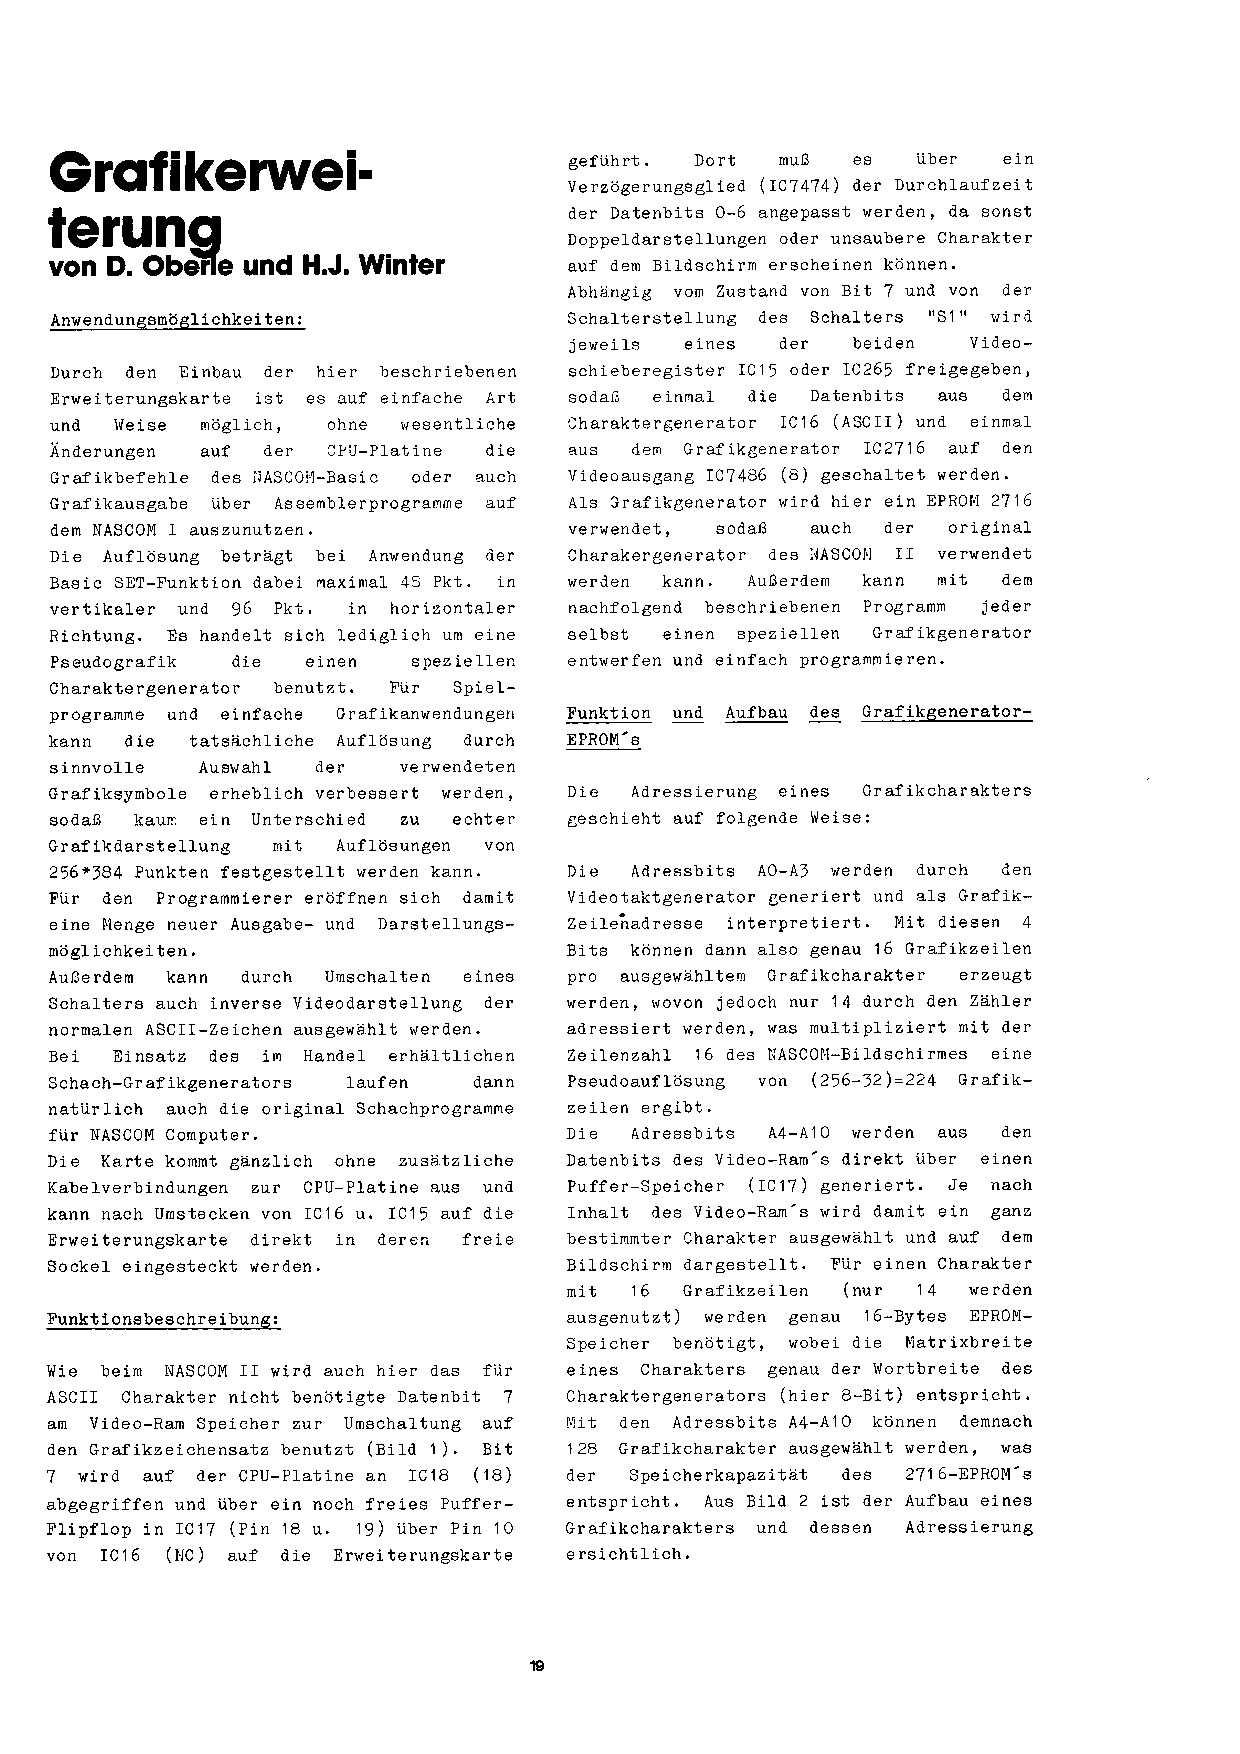 Grafikerwei-
terung
von D. Oberle und H.J. Winter
Anwendungsmöglichkeiten:
Durch den Einbau der hier beschriebenen
Erweiterungskarte ist es auf einfache Art
und Weise möglich, ohne wesentliche
Änderungen auf der CPU-Platine die
Grafikbefehle des NASCOM-Basic oder auch
Grafikausgabe über Assemblerprogramme auf
dem NASCOM I auszunutzen.
Die Auflösung beträgt bei Anwendung der
Basic SET-Funktion dabei maximal 45 Pkt. in
vertikaler und 96 Pkt. in horizontaler
Richtung. Es handelt sich lediglich um eine
Pseudografik die einen speziellen
Charaktergenerator benutzt. Für Spiel-
programme und einfache Grafikanwendungen
kann die tatsächliche Auflösung durch
sinnvolle Auswahl der verwendeten
Grafiksymbole erheblich verbessert werden,
sodaß kaum ein Unterschied zu echter
Grafikdarstellung mit Auflösungen von
256*384 Punkten festgestellt werden kann.
Für den Programmierer eröffnen sich damit
eine Menge neuer Ausgabe- und Darstellungs-
möglichkeiten.
Außerdem kann durch Umschalten eines
Schalters auch inverse Videodarstellung der
normalen ASCII-Zeichen ausgewählt werden.
Bei Einsatz des im Handel erhältlichen
Schach-Grafikgenerators laufen dann
natürlich auch die original Schachprogramme
für NASCOM Computer.
Die Karte kommt gänzlich ohne zusätzliche
Kabelverbindungen zur CPU-Platine aus und
kann nach Umstecken von IC16 u. IC15 auf die
Erweiterungskarte direkt in deren freie
Sockel eingesteckt werden.
Funktionsbeschreibung:
Wie beim NASCOM II wird auch hier das für
ASCII Charakter nicht benötigte Datenbit 7
am Video-Ram Speicher zur Umschaltung auf
den Grafikzeichensatz benutzt (Bild 1). Bit
7 wird auf der CPU-Platine an IC18 (18)
abgegriffen und über ein noch freies Puffer-
Flipflop in IC17 (Pin 18 u. 19) über Pin 10
von IC16 (NC) auf die Erweiterungskarte
geführt. Dort muß es über ein
Verzögerungsglied (IC7474) der Durchlaufzeit
der Datenbits 0-6 angepasst werden, da sonst
Doppeldarstellungen oder unsaubere Charakter
auf dem Bildschirm erscheinen können.
Abhängig vom Zustand von Bit 7 und von der
Schalterstellung des Schalters "S1" wird
jeweils eines der beiden Video-
schieberegister IC15 oder IC265 freigegeben,
sodaß einmal die Datenbits aus dem
Charaktergenerator IC16 (ASCII) und einmal
aus dem Grafikgenerator IC2716 auf den
Videoausgang IC7486 (8) geschaltet werden.
Als Grafikgenerator wird hier ein EPROM 2716
verwendet, sodaß auch der original
Charakergenerator des NASCOM II verwendet
werden kann. Außerdem kann mit dem
nachfolgend beschriebenen Programm jeder
selbst einen speziellen Grafikgenerator
entwerfen und einfach programmieren.
Funktion und Aufbau des Grafikgenerator-
EPROM´s
Die Adressierung eines Grafikcharakters
geschieht auf folgende Weise:
Die Adressbits A0-A3 werden durch den
Videotaktgenerator generiert und als Grafik-
Zeilenadresse interpretiert. Mit diesen 4
Bits können dann also genau 16 Grafikzeilen
pro ausgewähltem Grafikcharakter erzeugt
werden, wovon jedoch nur 14 durch den Zähler
adressiert werden, was multipliziert mit der
Zeilenzahl 16 des NASCOM-Bildschirmes eine
Pseudoauflösung von (256-32)=224 Grafik-
zeilen ergibt.
Die Adressbits A4-A10 werden aus den
Datenbits des Video-Ram´s direkt über einen
Puffer-Speicher (IC17) generiert. Je nach
Inhalt des Video-Ram´s wird damit ein ganz
bestimmter Charakter ausgewählt und auf dem
Bildschirm dargestellt. Für einen Charakter
mit 16 Grafikzeilen (nur 14 werden
ausgenutzt) werden genau 16-Bytes EPROM-
Speicher benötigt, wobei die Matrixbreite
eines Charakters genau der Wortbreite des
Charaktergenerators (hier 8-Bit) entspricht.
Mit den Adressbits A4-A10 können demnach
128 Grafikcharakter ausgewählt werden, was
der Speicherkapazität des 2716-EPROM´s
entspricht. Aus Bild 2 ist der Aufbau eines
Grafikcharakters und dessen Adressierung
ersichtlich.
19